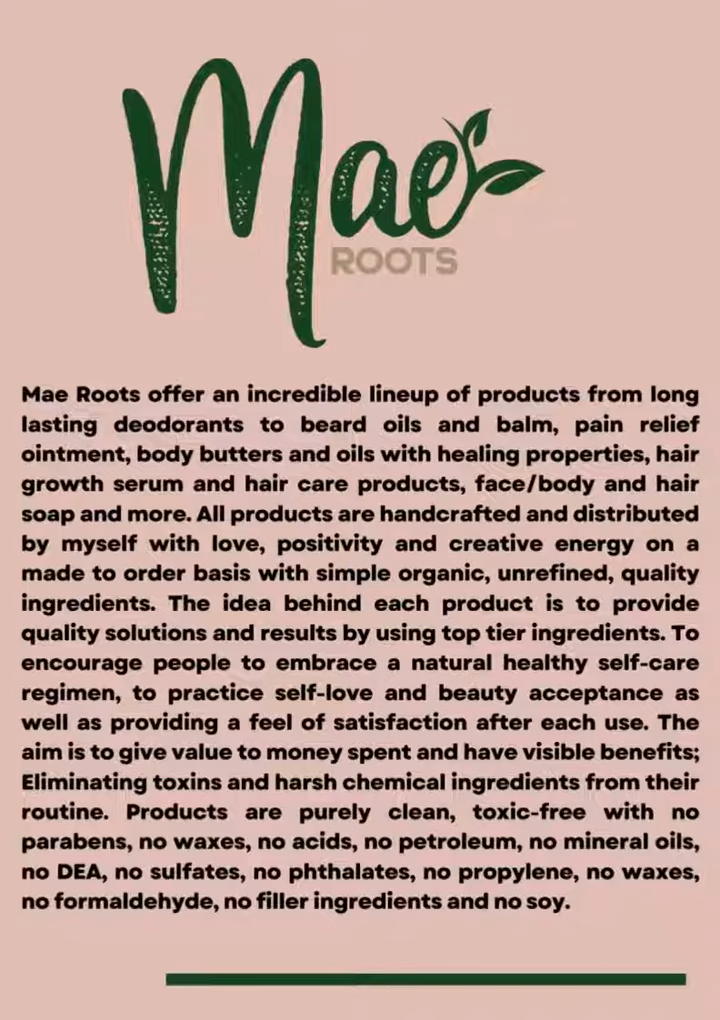 Mae
ROOTS
Mae Roots offer an incredible lineup of products from long
lasting deodorants to beard oils and balm, pain relief
ointment, body butters and oils with healing properties, hair
growth serum and hair care products, face/body and hair
soap and more. All products are handcrafted and distributed
by myself with love, positivity and creative energy on a
made to order basis with simple organic, unrefined, quality
ingredients. The idea behind each product is to provide
quality solutions and results by using top tier ingredients. To
encourage people to embrace a natural healthy self-care
regimen, to practice self-love and beauty acceptance as
well as providing a feel of satisfaction after each use. The
aim is to give value to money spent and have visible benefits;
Eliminating toxins and harsh chemical ingredients from their
routine. Products are purely clean, toxic-free with no
parabens, no waxes, no acids, no petroleum, no mineral oils,
no DEA, no sulfates, no phthalates, no propylene, no waxes,
no formaldehyde, no filler ingredients and no soy.